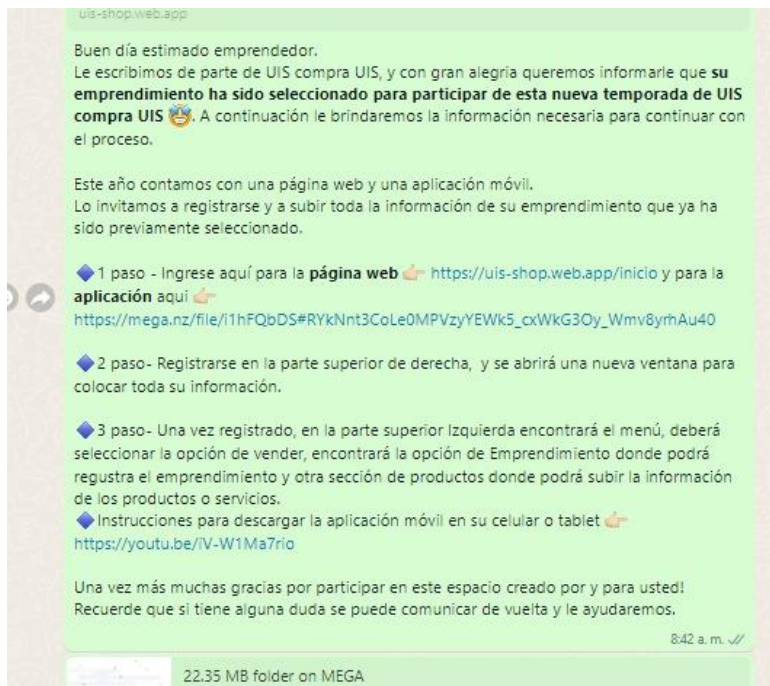 uis-shop.web.app
Buen día estimado emprendedor.
Le escribimos de parte de UIS compra UIS, y con gran alegria queremos informarle que su
emprendimiento ha sido seleccionado para participar de esta nueva temporada de UIS
compra UIS 🤩. A continuación le brindaremos la información necesaria para continuar con
el proceso.
Este año contamos con una página web y una aplicación móvil.
Lo invitamos a registrarse y a subir toda la información de su emprendimiento que ya ha
sido previamente seleccionado.
🔷1 paso - Ingrese aquí para la página web 👉🏻 https://uis-shop.web.app/inicio y para la
aplicación aqui 👉🏻
https://mega.nz/file/i1hFQbDS#RYkNnt3CoLe0MPVzyYEWk5_cxWkG3Oy_Wmv8yrhAu40
🔷2 paso- Registrarse en la parte superior de derecha, y se abrirá una nueva ventana para
colocar toda su información.
🔷3 paso- Una vez registrado, en la parte superior Izquierda encontrará el menú, deberá
seleccionar la opción de vender, encontrará la opción de Emprendimiento donde podrá
regustra el emprendimiento y otra sección de productos donde podrá subir la información
de los productos o servicios.
🔷Instrucciones para descargar la aplicación móvil en su celular o tablet 👉🏻
https://youtu.be/iV-W1Ma7rio
Una vez más muchas gracias por participar en este espacio creado por y para usted!
Recuerde que si tiene alguna duda se puede comunicar de vuelta y le ayudaremos.
8:42 a. m.
22.35 MB folder on MEGA